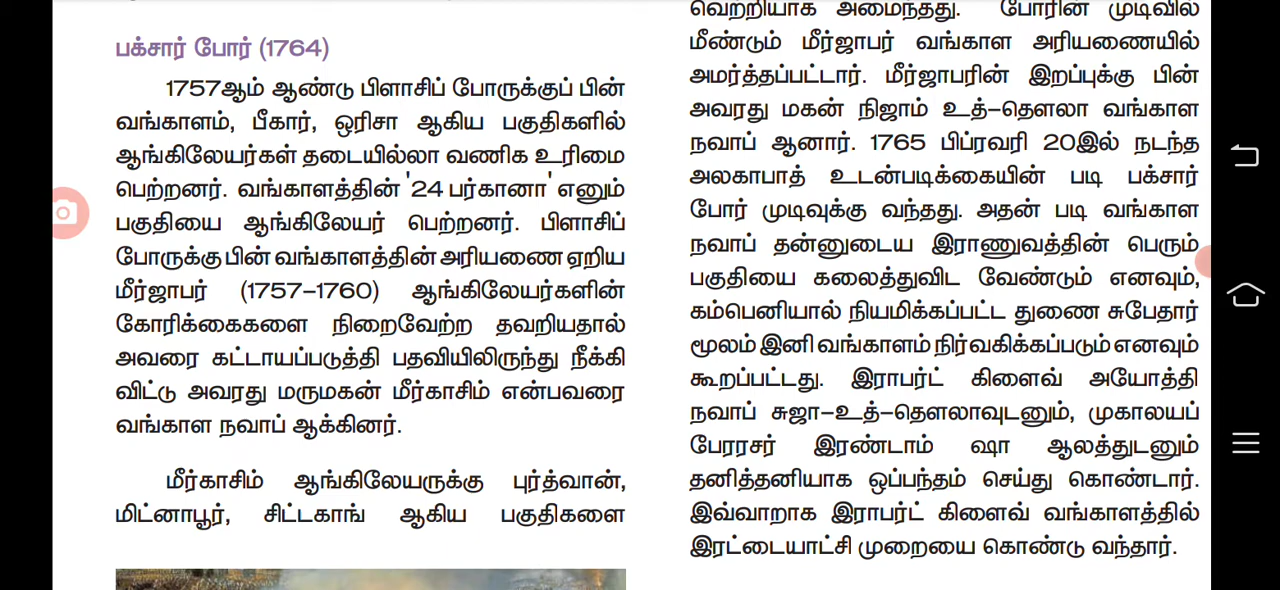 பக்சார் போர் (1764)
1757ஆம் ஆண்டு பிளாசிப் போருக்குப் பின்
வங்காளம், பீகார், ஒரிசா ஆகிய பகுதிகளில்
ஆங்கிலேயர்கள் தடையில்லா வணிக உரிமை
பெற்றனர். வங்காளத்தின் '24 பர்கானா' எனும்
பகுதியை ஆங்கிலேயர் பெற்றனர். பிளாசிப்
போருக்கு பின் வங்காளத்தின் அரியணை ஏறிய
மீர்ஜாபர் (1757–1760) ஆங்கிலேயர்களின்
கோரிக்கைகளை நிறைவேற்ற தவறியதால்
அவரை கட்டாயப்படுத்தி பதவியிலிருந்து நீக்கி
விட்டு அவரது மருமகன் மீர்காசிம் என்பவரை
வங்காள நவாப் ஆக்கினர்.
மீர்காசிம் ஆங்கிலேயருக்கு புர்த்வான்,
மிட்னாபூர், சிட்டகாங் ஆகிய பகுதிகளை
வெற்றியாக அமைந்தது. போரின் முடிவில்
மீண்டும் மீர்ஜாபர் வங்காள அரியணையில்
அமர்த்தப்பட்டார். மீர்ஜாபரின் இறப்புக்கு பின்
அவரது மகன் நிஜாம் உத்–தௌலா வங்காள
நவாப் ஆனார். 1765 பிப்ரவரி 20இல் நடந்த
அலகாபாத் உடன்படிக்கையின் படி பக்சார்
போர் முடிவுக்கு வந்தது. அதன் படி வங்காள
நவாப் தன்னுடைய இராணுவத்தின் பெரும்
பகுதியை கலைத்துவிட வேண்டும் எனவும்,
கம்பெனியால் நியமிக்கப்பட்ட துணை சுபேதார்
மூலம் இனி வங்காளம் நிர்வகிக்கப்படும் எனவும்
கூறப்பட்டது. இராபர்ட் கிளைவ் அயோத்தி
நவாப் சுஜா–உத்–தௌலாவுடனும், முகாலயப்
பேரரசர் இரண்டாம் ஷா ஆலத்துடனும்
தனித்தனியாக ஒப்பந்தம் செய்து கொண்டார்.
இவ்வாறாக இராபர்ட் கிளைவ் வங்காளத்தில்
இரட்டையாட்சி முறையை கொண்டு வந்தார்.